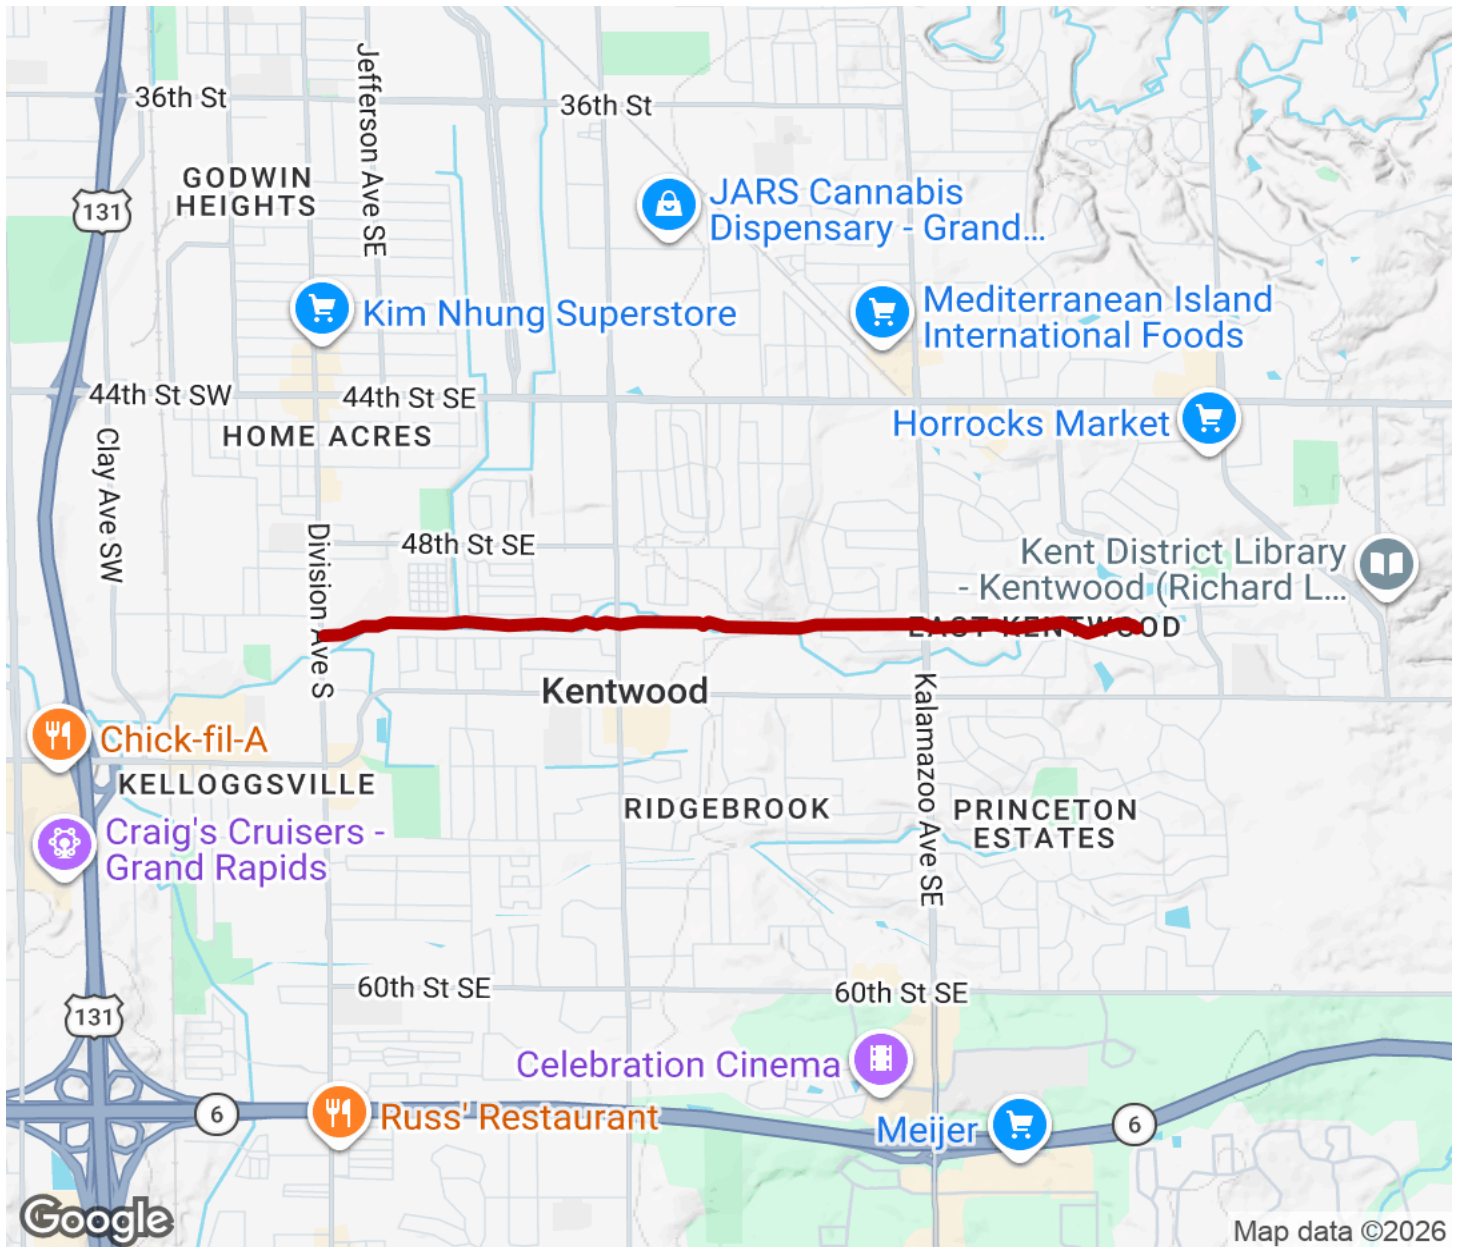 36th St
Jefferson Ave SE
36th St
GODWIN
HEIGHTS
131
JARS Cannabis
Dispensary - Grand...
Kim Nhung Superstore
Mediterranean Island
International Foods
44th St SW
44th St SE
Horrocks Market
HOME ACRES
Clay Ave SW
Division Ave S
48th St SE
Kent District Library
- Kentwood (Richard L...
EAST KENTWOOD
Kentwood
Kalamazoo Ave SE
Chick-fil-A
KELLOGGSVILLE
RIDGEBROOK
PRINCETON
ESTATES
Craig's Cruisers -
Grand Rapids
60th St SE
60th St SE
131
Celebration Cinema
6
Russ' Restaurant
Meijer
6
Google
Map data ©2026